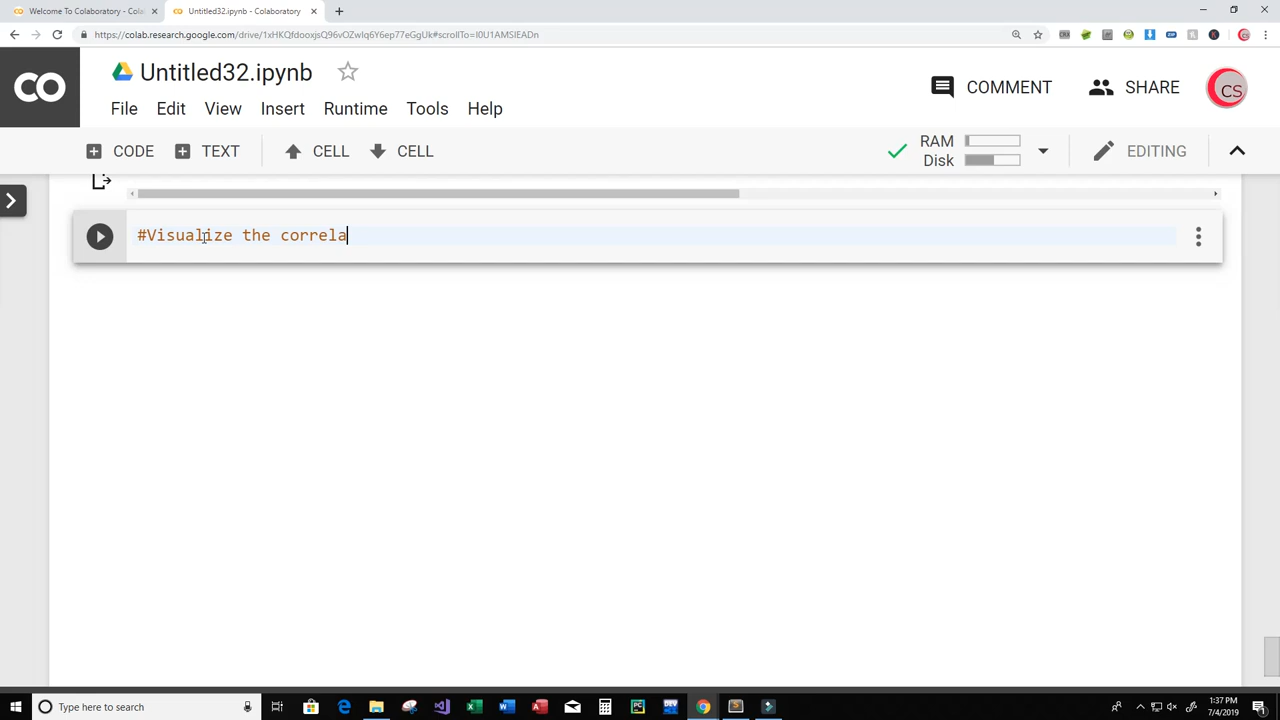 Welcome To Colaboratory - Cola
Untitled32.ipynb - Colaboratory
https://colab.research.google.com/drive/1xHKQfdooxjsQ96vOZwIq6Y6ep77eGgUk#scrollTo=I0U1AMSIEADn
CO
Untitled32.ipynb
COMMENT
SHARE
CS
File Edit View Insert Runtime Tools Help
CODE TEXT CELL CELL
RAM
Disk
EDITING
#Visualize the correla
Type here to search
1:37 PM
7/4/2019